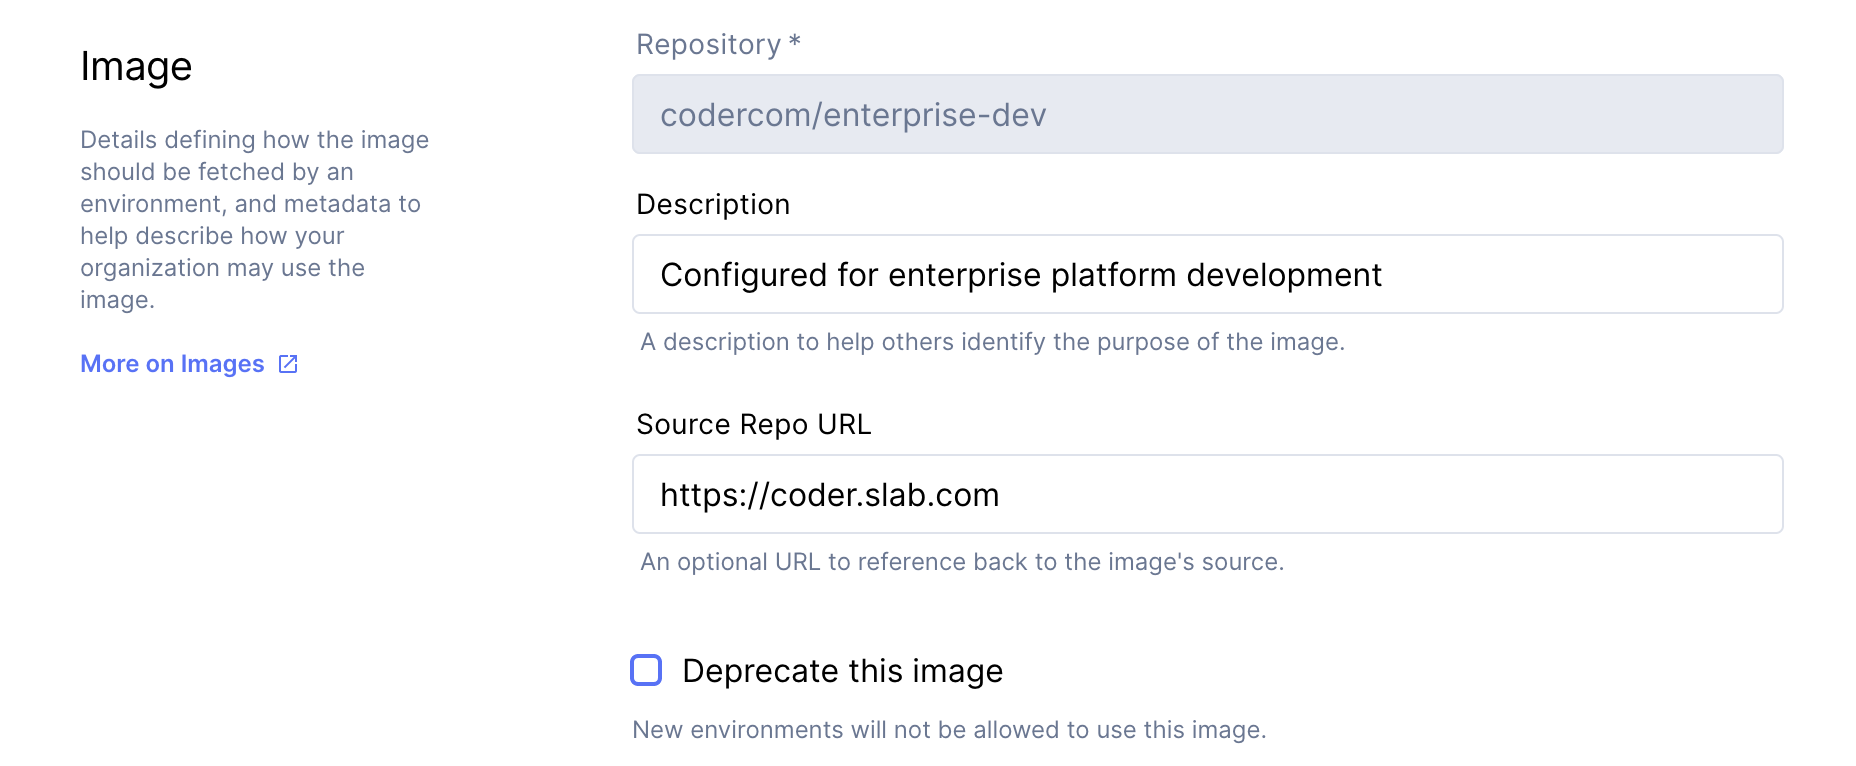 Image
Details defining how the image
should be fetched by an
environment, and metadata to
help describe how your
organization may use the
image.
More on Images
Repository *
codercom/enterprise-dev
Description
Configured for enterprise platform development
A description to help others identify the purpose of the image.
Source Repo URL
https://coder.slab.com
An optional URL to reference back to the image's source.
Deprecate this image
New environments will not be allowed to use this image.